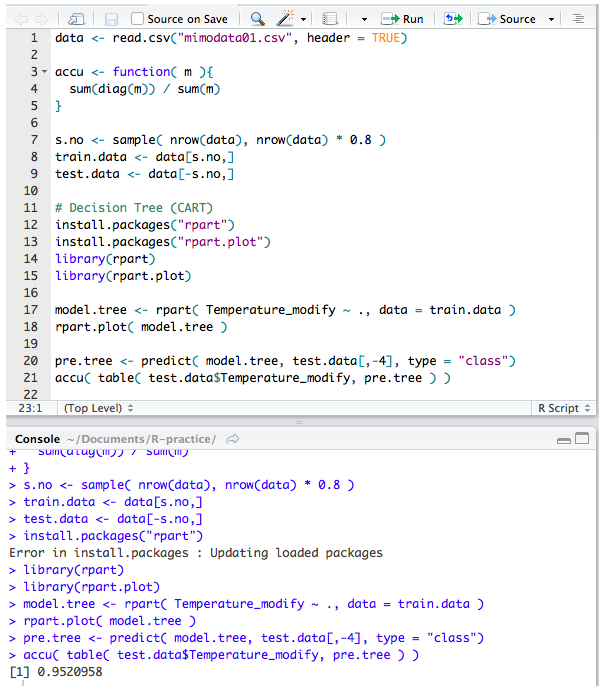 Source on Save Run Source
1 data <- read.csv("mimodata01.csv", header = TRUE)
2
3 accu <- function( m ){
4 sum(diag(m)) / sum(m)
5 }
6
7 s.no <- sample( nrow(data), nrow(data) * 0.8 )
8 train.data <- data[s.no,]
9 test.data <- data[-s.no,]
10
11 # Decision Tree (CART)
12 install.packages("rpart")
13 install.packages("rpart.plot")
14 library(rpart)
15 library(rpart.plot)
16
17 model.tree <- rpart( Temperature_modify ~ ., data = train.data )
18 rpart.plot( model.tree )
19
20 pre.tree <- predict( model.tree, test.data[,-4], type = "class")
21 accu( table( test.data$Temperature_modify, pre.tree ) )
22
23:1 (Top Level) R Script
Console ~/Documents/R-practice/
+ sum(diag(m)) / sum(m)
+ }
> s.no <- sample( nrow(data), nrow(data) * 0.8 )
> train.data <- data[s.no,]
> test.data <- data[-s.no,]
> install.packages("rpart")
Error in install.packages : Updating loaded packages
> library(rpart)
> library(rpart.plot)
> model.tree <- rpart( Temperature_modify ~ ., data = train.data )
> rpart.plot( model.tree )
> pre.tree <- predict( model.tree, test.data[,-4], type = "class")
> accu( table( test.data$Temperature_modify, pre.tree ) )
[1] 0.9520958